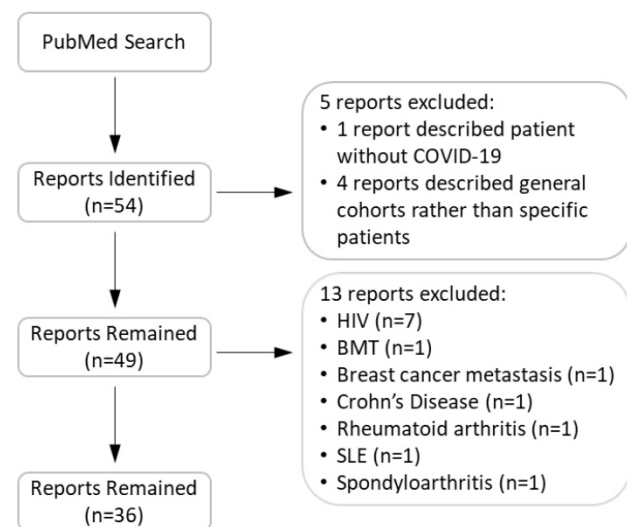 PubMed Search
5 reports excluded:
• 1 report described patient
without COVID-19
• 4 reports described general
cohorts rather than specific
patients
Reports Identified
(n=54)
13 reports excluded:
• HIV (n=7)
• BMT (n=1)
• Breast cancer metastasis (n=1)
• Crohn's Disease (n=1)
• Rheumatoid arthritis (n=1)
• SLE (n=1)
• Spondyloarthritis (n=1)
Reports Remained
(n=49)
Reports Remained
(n=36)